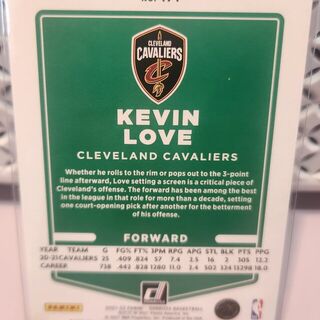 CLEVELAND
CAVALIERS
KEVIN
LOVE
CLEVELAND CAVALIERS
Whether he rolls to the rim or pops out to the 3-point
line afterward, Love setting a screen is a critical piece of
Cleveland's offense. The forward has been among the best
in the league in that role for more than a decade, setting
one court-opening pick after another for the betterment
of his offense.
FORWARD
YEAR TEAM G FG% FT% 3PM RPG APG STL BLK PTS PPG
20-21 CAVALIERS 25 .409 .824 57 7.4 2.5 16 2 305 12.2
CAREER 738 .442 .828 1280 11.0 2.4 502 324 13298 18.0
PANINI
DONRUSS BASKETBALL
NBA